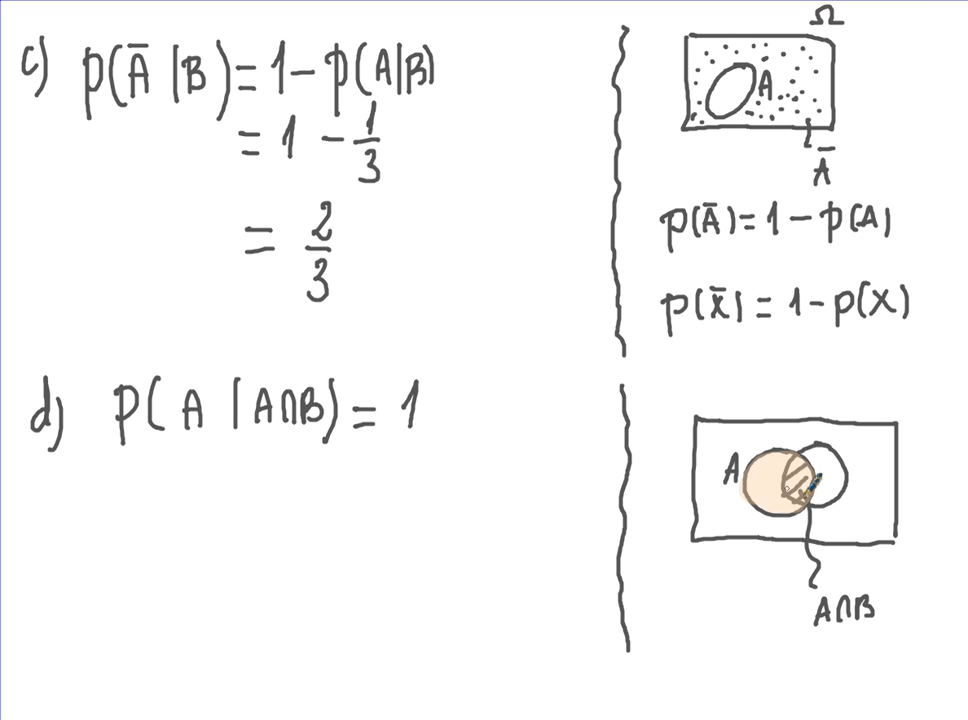 c) p(Ā|B) = 1 - p(A|B)
= 1 - 1/3
= 2/3
Ω
A
Ā
p(Ā) = 1 - p(A)
p(X̄) = 1 - p(X)
d) p(A | A∩B) = 1
A
A∩B